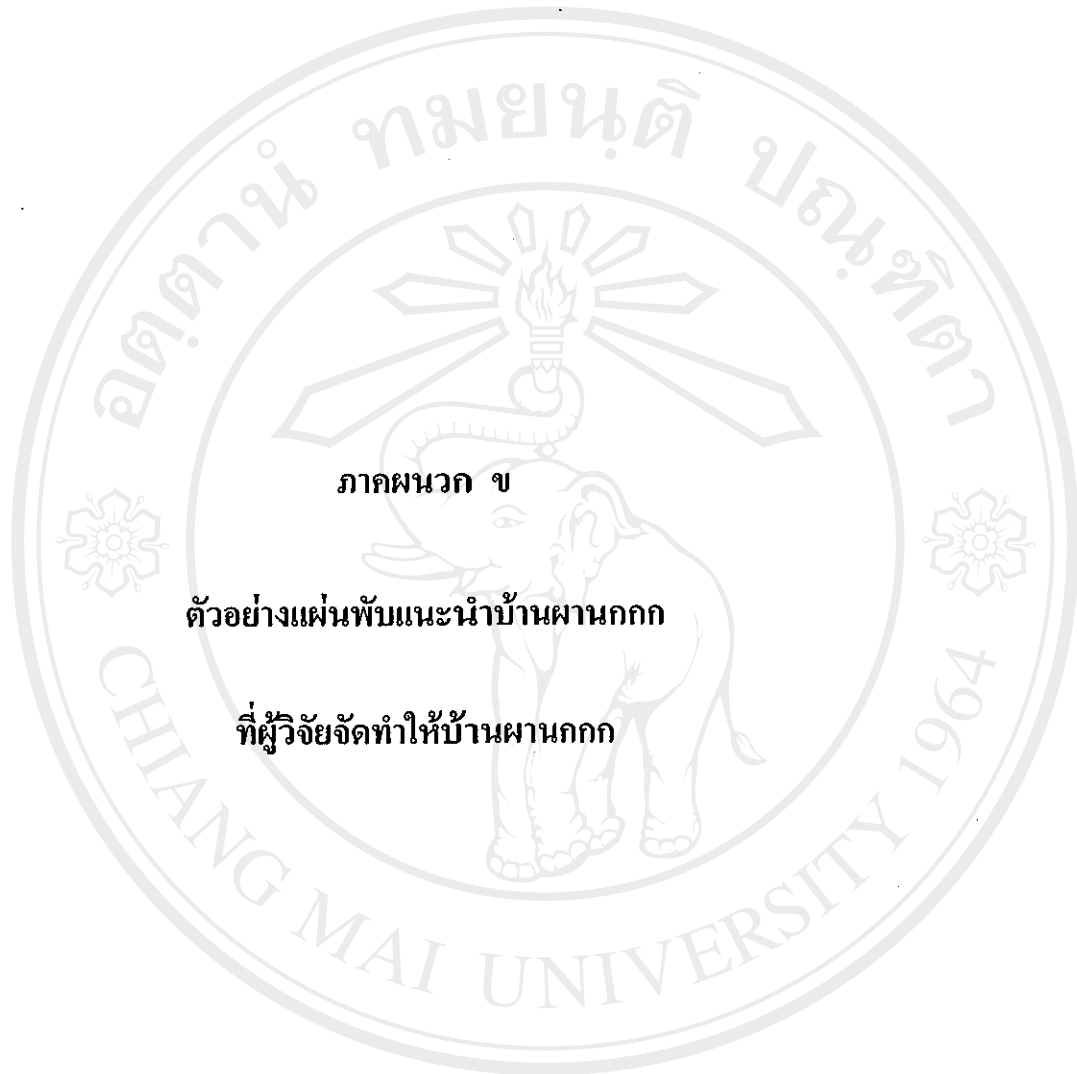 อตฺตานํ ทมยนฺติ ปณฺฑิตา
ภาคผนวก ข
ตัวอย่างแผ่นพับแนะนำบ้านผานกกก
ที่ผู้วิจัยจัดทำให้บ้านผานกกก
CHIANG MAI UNIVERSITY 1964